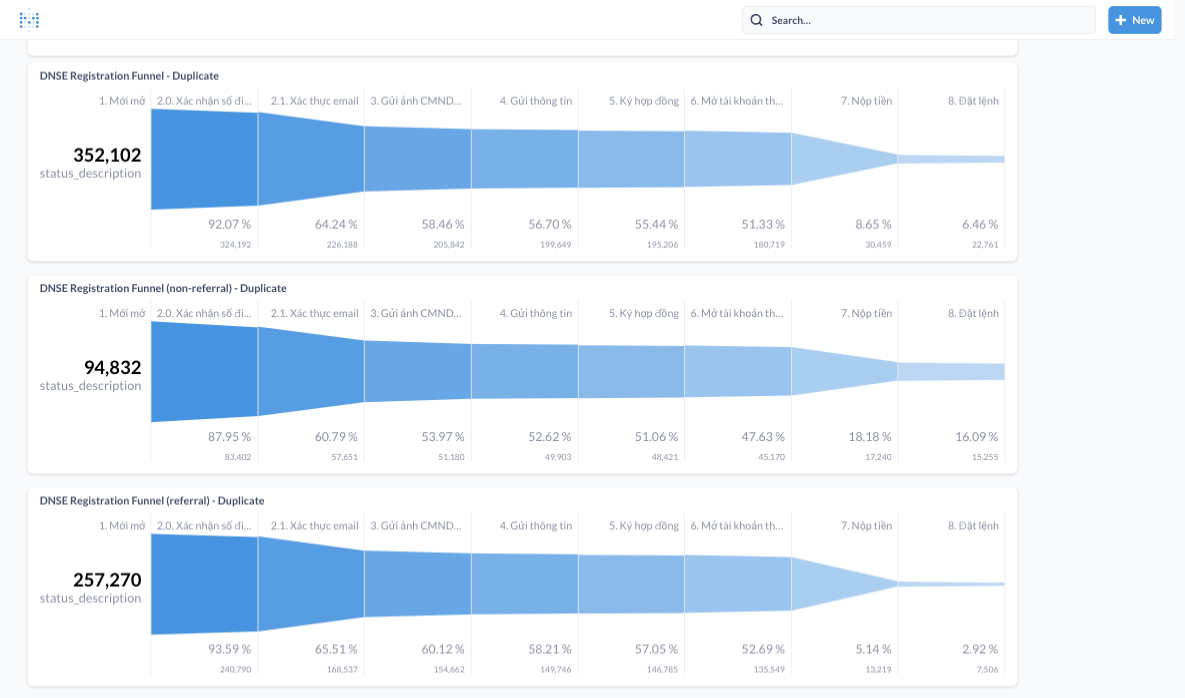 Search...
New
DNSE Registration Funnel - Duplicate
1. Mới mở 2.0. Xác nhận số đi... 2.1. Xác thực email 3. Gửi ảnh CMND... 4. Gửi thông tin 5. Ký hợp đồng 6. Mở tài khoản th... 7. Nộp tiền 8. Đặt lệnh
352,102
status_description
92.07 % 64.24 % 58.46 % 56.70 % 55.44 % 51.33 % 8.65 % 6.46 %
324,192 226,188 205,842 199,649 195,206 180,719 30,459 22,761
DNSE Registration Funnel (non-referral) - Duplicate
1. Mới mở 2.0. Xác nhận số đi... 2.1. Xác thực email 3. Gửi ảnh CMND... 4. Gửi thông tin 5. Ký hợp đồng 6. Mở tài khoản th... 7. Nộp tiền 8. Đặt lệnh
94,832
status_description
87.95 % 60.79 % 53.97 % 52.62 % 51.06 % 47.63 % 18.18 % 16.09 %
83,402 57,651 51,180 49,903 48,421 45,170 17,240 15,255
DNSE Registration Funnel (referral) - Duplicate
1. Mới mở 2.0. Xác nhận số đi... 2.1. Xác thực email 3. Gửi ảnh CMND... 4. Gửi thông tin 5. Ký hợp đồng 6. Mở tài khoản th... 7. Nộp tiền 8. Đặt lệnh
257,270
status_description
93.59 % 65.51 % 60.12 % 58.21 % 57.05 % 52.69 % 5.14 % 2.92 %
240,790 168,537 154,662 149,746 146,785 135,549 13,219 7,506